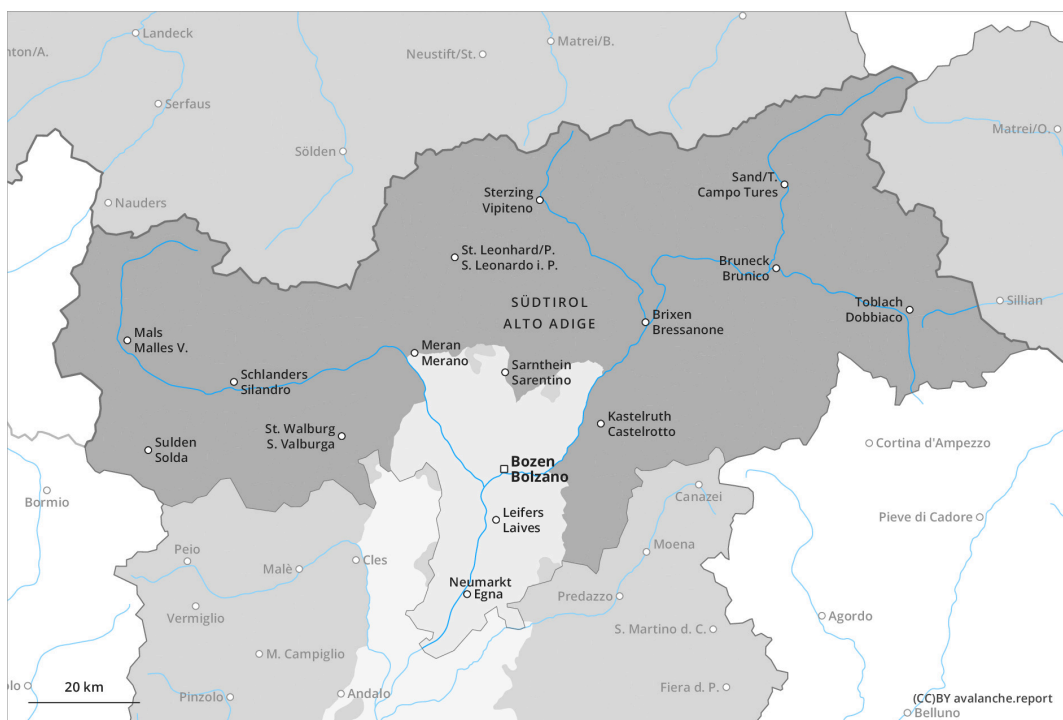 Landeck
nton/A.
Neustift/St.
Matrei/B.
Serfaus
Matrei/O.
Sölden
Sand/T.
Campo Tures
Sterzing
Vipiteno
Nauders
St. Leonhard/P.
S. Leonardo i. P.
Bruneck
Brunico
SÜDTIROL
ALTO ADIGE
Toblach
Dobbiaco
Sillian
Brixen
Bressanone
Mals
Malles V.
Meran
Merano
Sarnthein
Sarentino
Schlanders
Silandro
Kastelruth
Castelrotto
St. Walburg
S. Valburga
Sulden
Solda
Cortina d'Ampezzo
Bozen
Bolzano
Bormio
Canazei
Leifers
Laives
Pieve di Cadore
Peio
Moena
Cles
Malè
Neumarkt
Egna
Predazzo
Vermiglio
Agordo
S. Martino d. C.
M. Campiglio
olo
20 km
Pinzolo
Andalo
Fiera d. P.
(CC)BY avalanche.report
Belluno